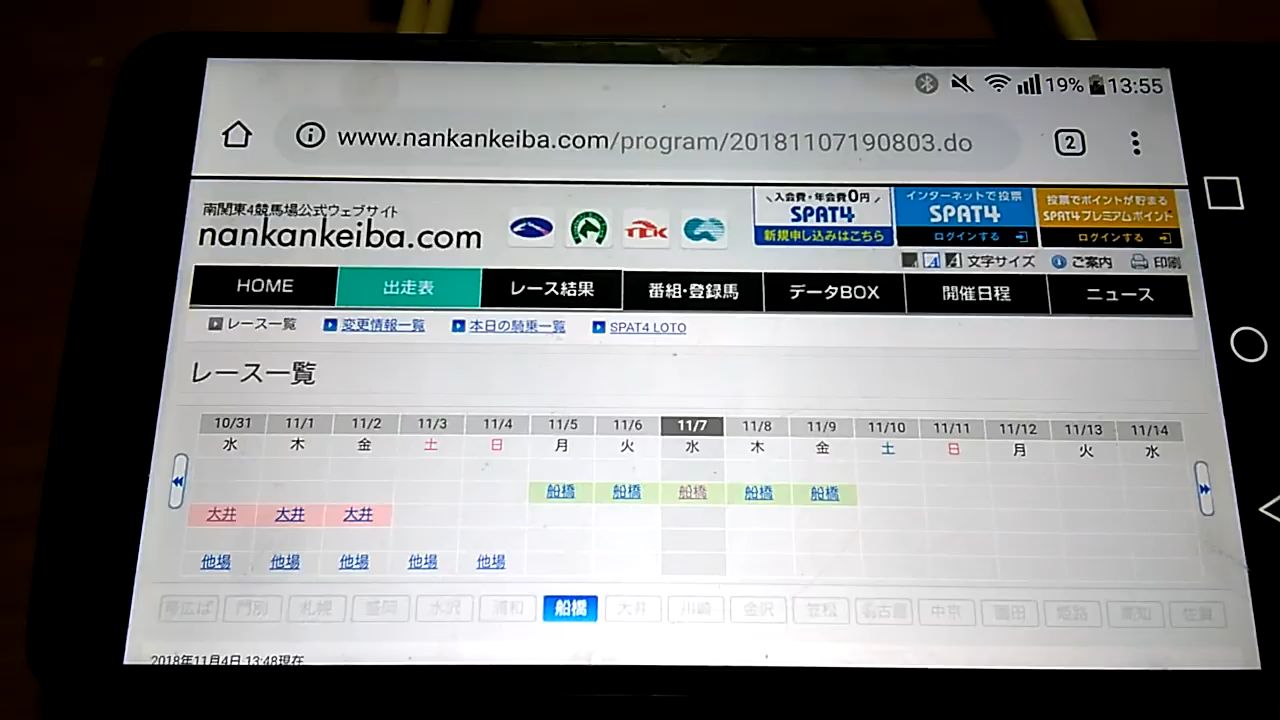 19% 13:55
www.nankankeiba.com/program/20181107190803.do
2
南関東4競馬場公式ウェブサイト
nankankeiba.com
TCK
入会費・年会費0円
SPAT4
新規申し込みはこちら
インターネットで投票
SPAT4
ログインする
投票でポイントが貯まる
SPAT4プレミアムポイント
ログインする
文字サイズ ご案内 印刷
HOME 出走表 レース結果 番組・登録馬 データBOX 開催日程 ニュース
レース一覧 変更情報一覧 本日の騎乗一覧 SPAT4 LOTO
レース一覧
10/31 11/1 11/2 11/3 11/4 11/5 11/6 11/7 11/8 11/9 11/10 11/11 11/12 11/13 11/14
水 木 金 土 日 月 火 水 木 金 土 日 月 火 水
船橋 船橋 船橋 船橋 船橋
大井 大井 大井
他場 他場 他場 他場 他場
帯広ば 門別 札幌 盛岡 水沢 浦和 船橋 大井 川崎 金沢 笠松 名古屋 中京 園田 姫路 高知 佐賀
2018年11月4日 13:48現在